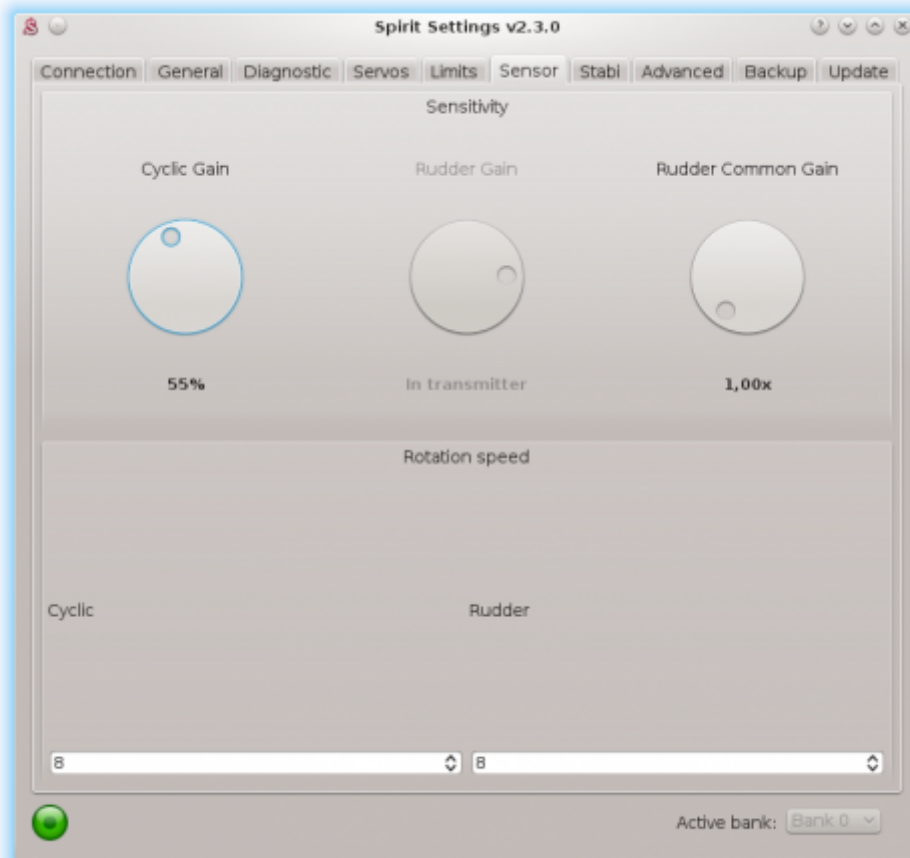 Spirit Settings v2.3.0
Connection General Diagnostic Servos Limits Sensor Stabi Advanced Backup Update
Sensitivity
Cyclic Gain Rudder Gain Rudder Common Gain
55% In transmitter 1,00x
Rotation speed
Cyclic Rudder
8 8
Active bank: Bank 0